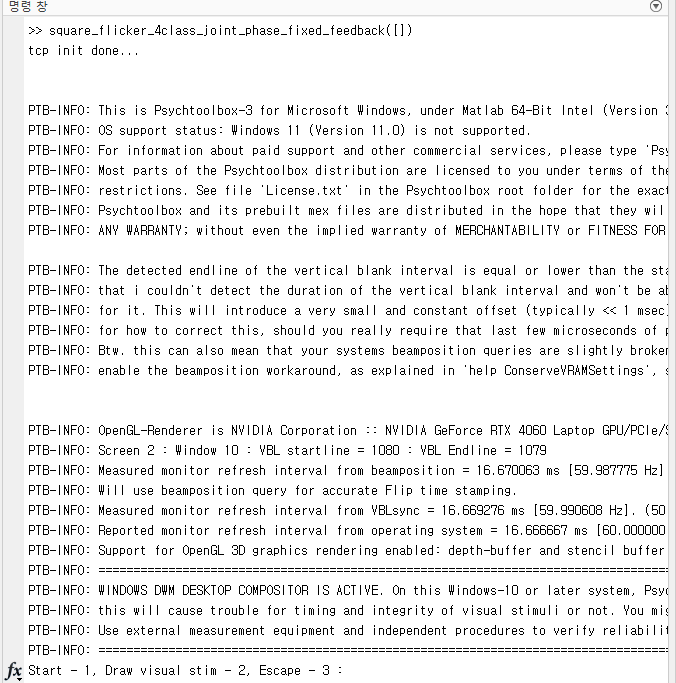 명령 창
>> square_flicker_4class_joint_phase_fixed_feedback([])
tcp init done...
PTB-INFO: This is Psychtoolbox-3 for Microsoft Windows, under Matlab 64-Bit Intel (Version
PTB-INFO: OS support status: Windows 11 (Version 11.0) is not supported.
PTB-INFO: For information about paid support and other commercial services, please type
PTB-INFO: Most parts of the Psychtoolbox distribution are licensed to you under terms of the
PTB-INFO: restrictions. See file 'License.txt' in the Psychtoolbox root folder for the exact
PTB-INFO: Psychtoolbox and its prebuilt mex files are distributed in the hope that they will
PTB-INFO: ANY WARRANTY; without even the implied warranty of MERCHANTABILITY or FITNESS FOR
PTB-INFO: The detected endline of the vertical blank interval is equal or lower than the sta
PTB-INFO: that i couldn't detect the duration of the vertical blank interval and won't be ab
PTB-INFO: for it. This will introduce a very small and constant offset (typically << 1 msec)
PTB-INFO: for how to correct this, should you really require that last few microseconds of
PTB-INFO: Btw. this can also mean that your systems beamposition queries are slightly broken
PTB-INFO: enable the beamposition workaround, as explained in 'help ConserveVRAMSettings',
PTB-INFO: OpenGL-Renderer is NVIDIA Corporation :: NVIDIA GeForce RTX 4060 Laptop GPU/PCIe/
PTB-INFO: Screen 2 : Window 10 : VBL startline = 1080 : VBL Endline = 1079
PTB-INFO: Measured monitor refresh interval from beamposition = 16.670063 ms [59.987775 Hz]
PTB-INFO: Will use beamposition query for accurate Flip time stamping.
PTB-INFO: Measured monitor refresh interval from VBLsync = 16.669276 ms [59.990608 Hz]. (50
PTB-INFO: Reported monitor refresh interval from operating system = 16.666667 ms [60.000000
PTB-INFO: Support for OpenGL 3D graphics rendering enabled: depth-buffer and stencil buffer
PTB-INFO: =================================================================================
PTB-INFO: WINDOWS DWM DESKTOP COMPOSITOR IS ACTIVE. On this Windows-10 or later system, Psyc
PTB-INFO: this will cause trouble for timing and integrity of visual stimuli or not. You mig
PTB-INFO: Use external measurement equipment and independent procedures to verify reliabilit
PTB-INFO: =================================================================================
fx Start - 1, Draw visual stim - 2, Escape - 3 :